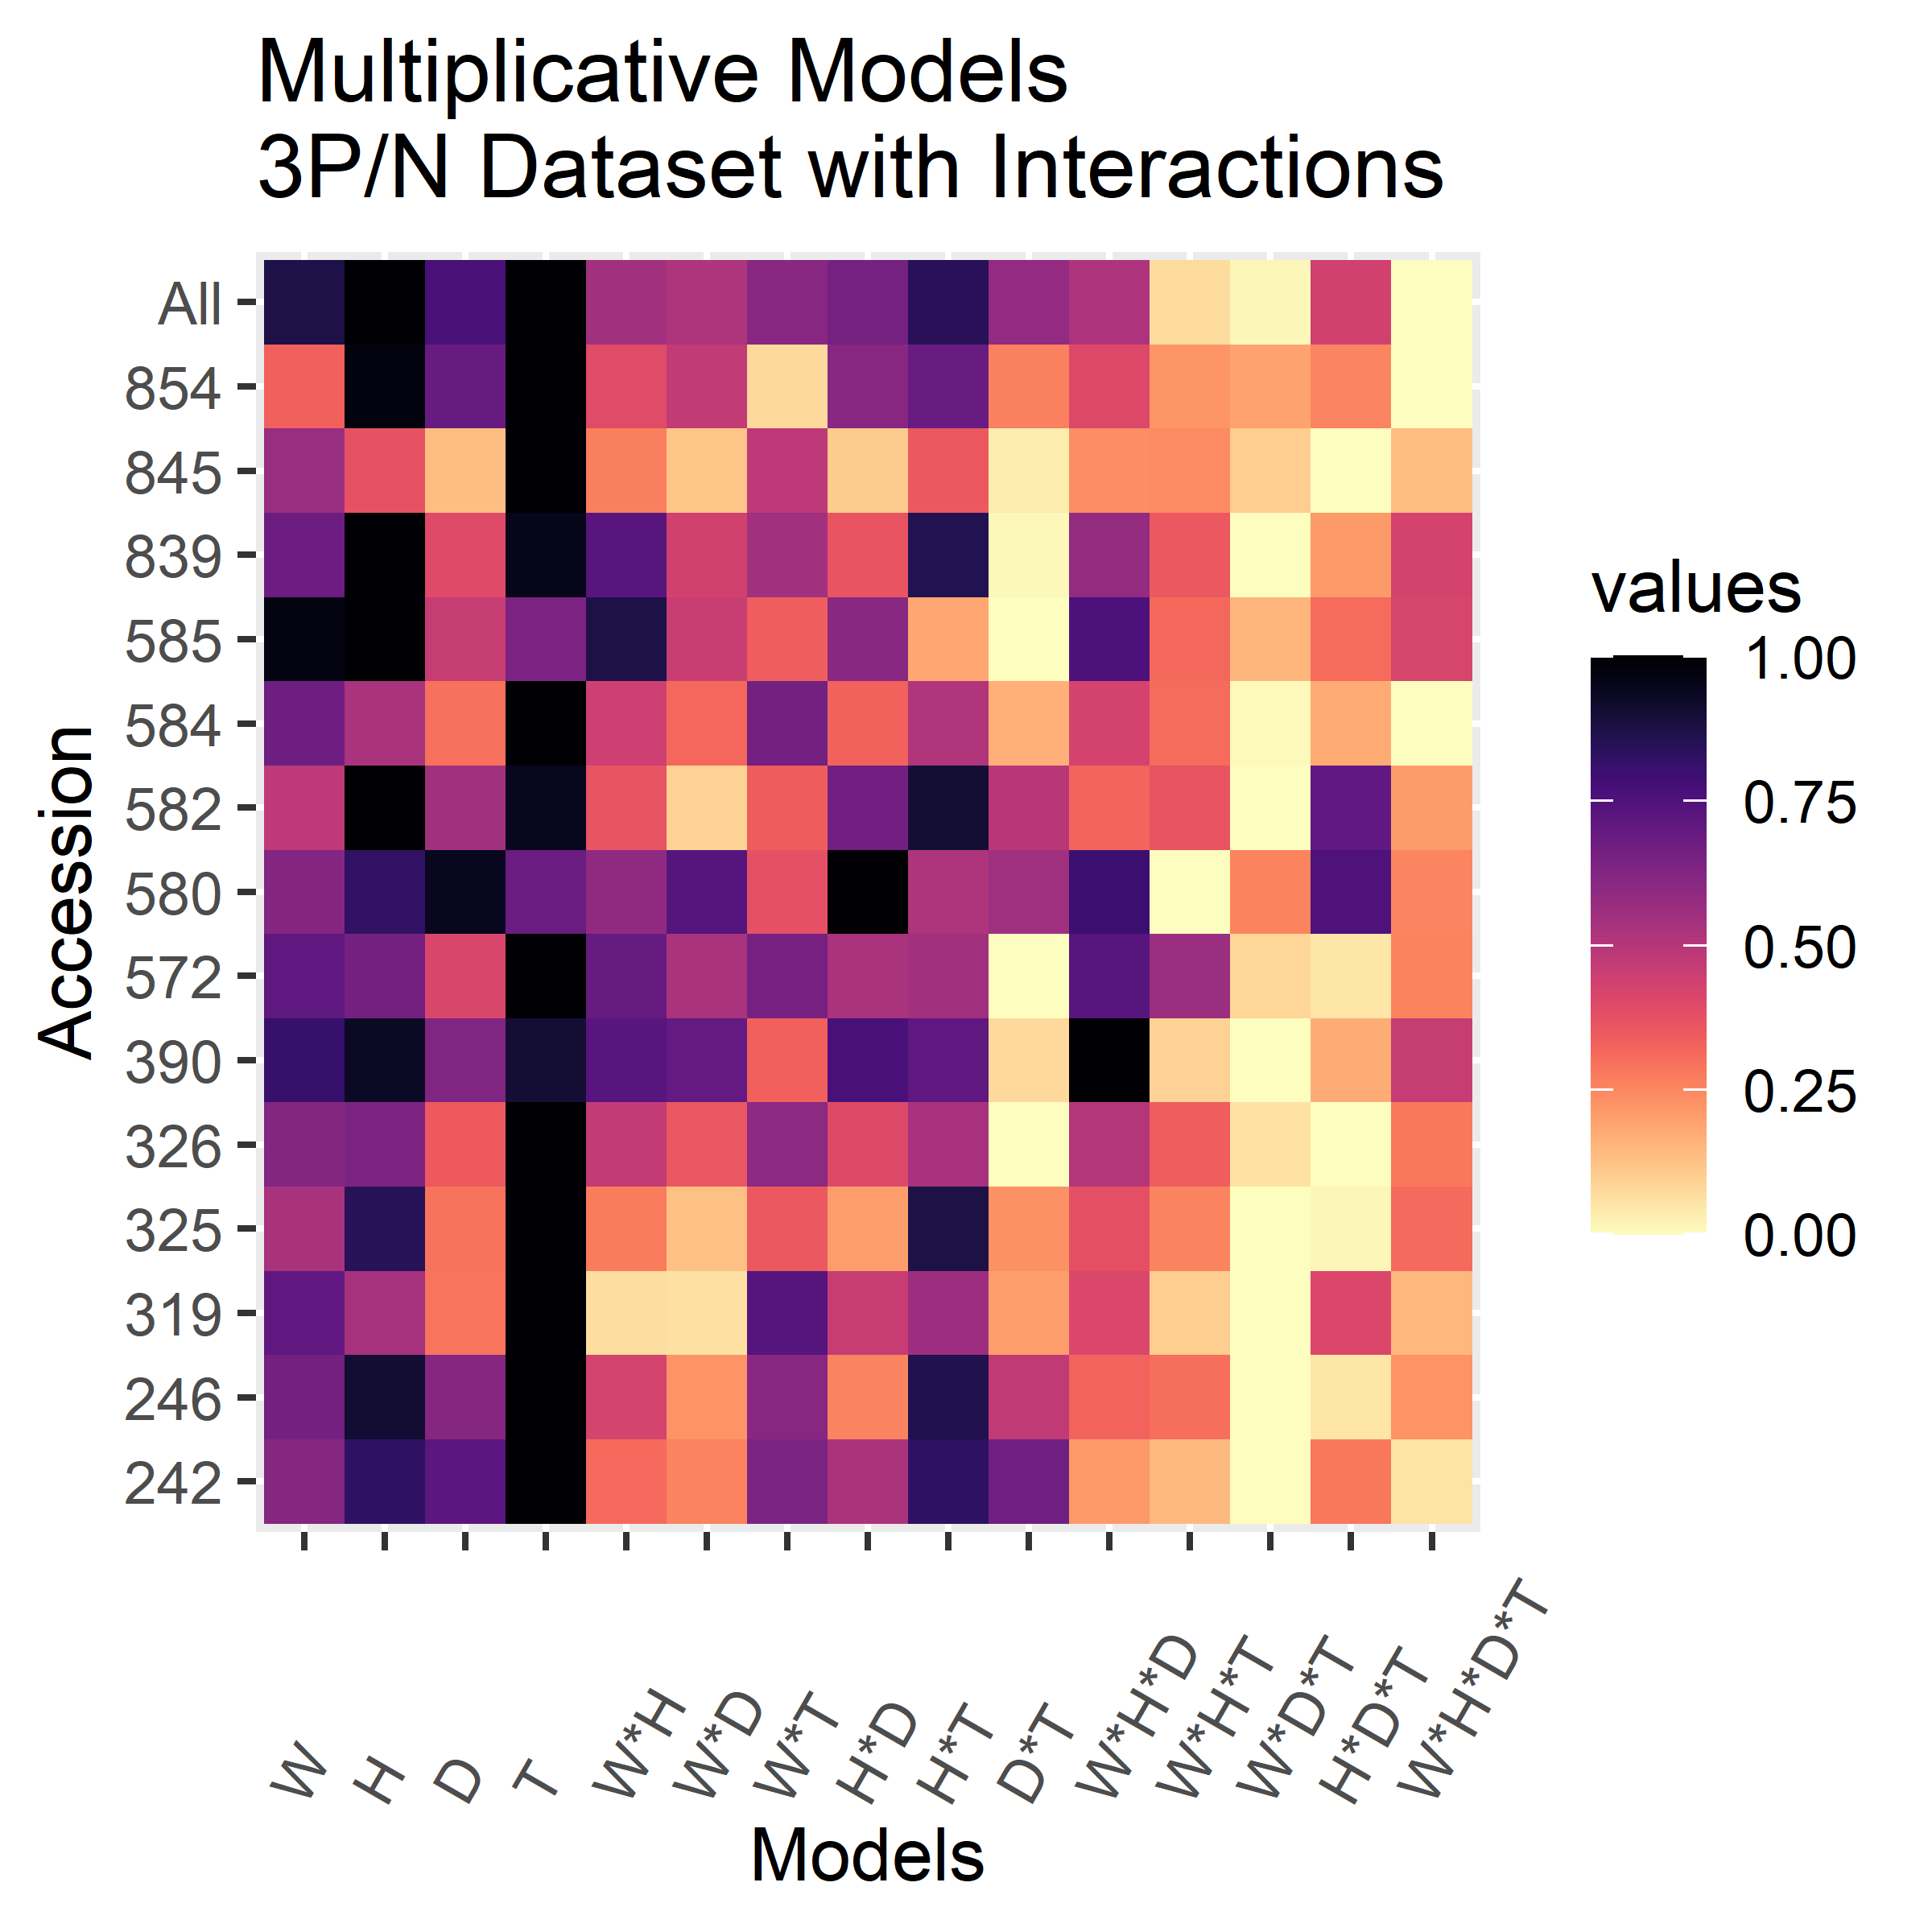 Multiplicative Models
3P/N Dataset with Interactions
Accession
All
854
845
839
585
584
582
580
572
390
326
325
319
246
242
W
H
D
T
W*H
W*D
W*T
H*D
H*T
D*T
W*H*D
W*H*T
W*D*T
H*D*T
W*H*D*T
Models
values
1.00
0.75
0.50
0.25
0.00